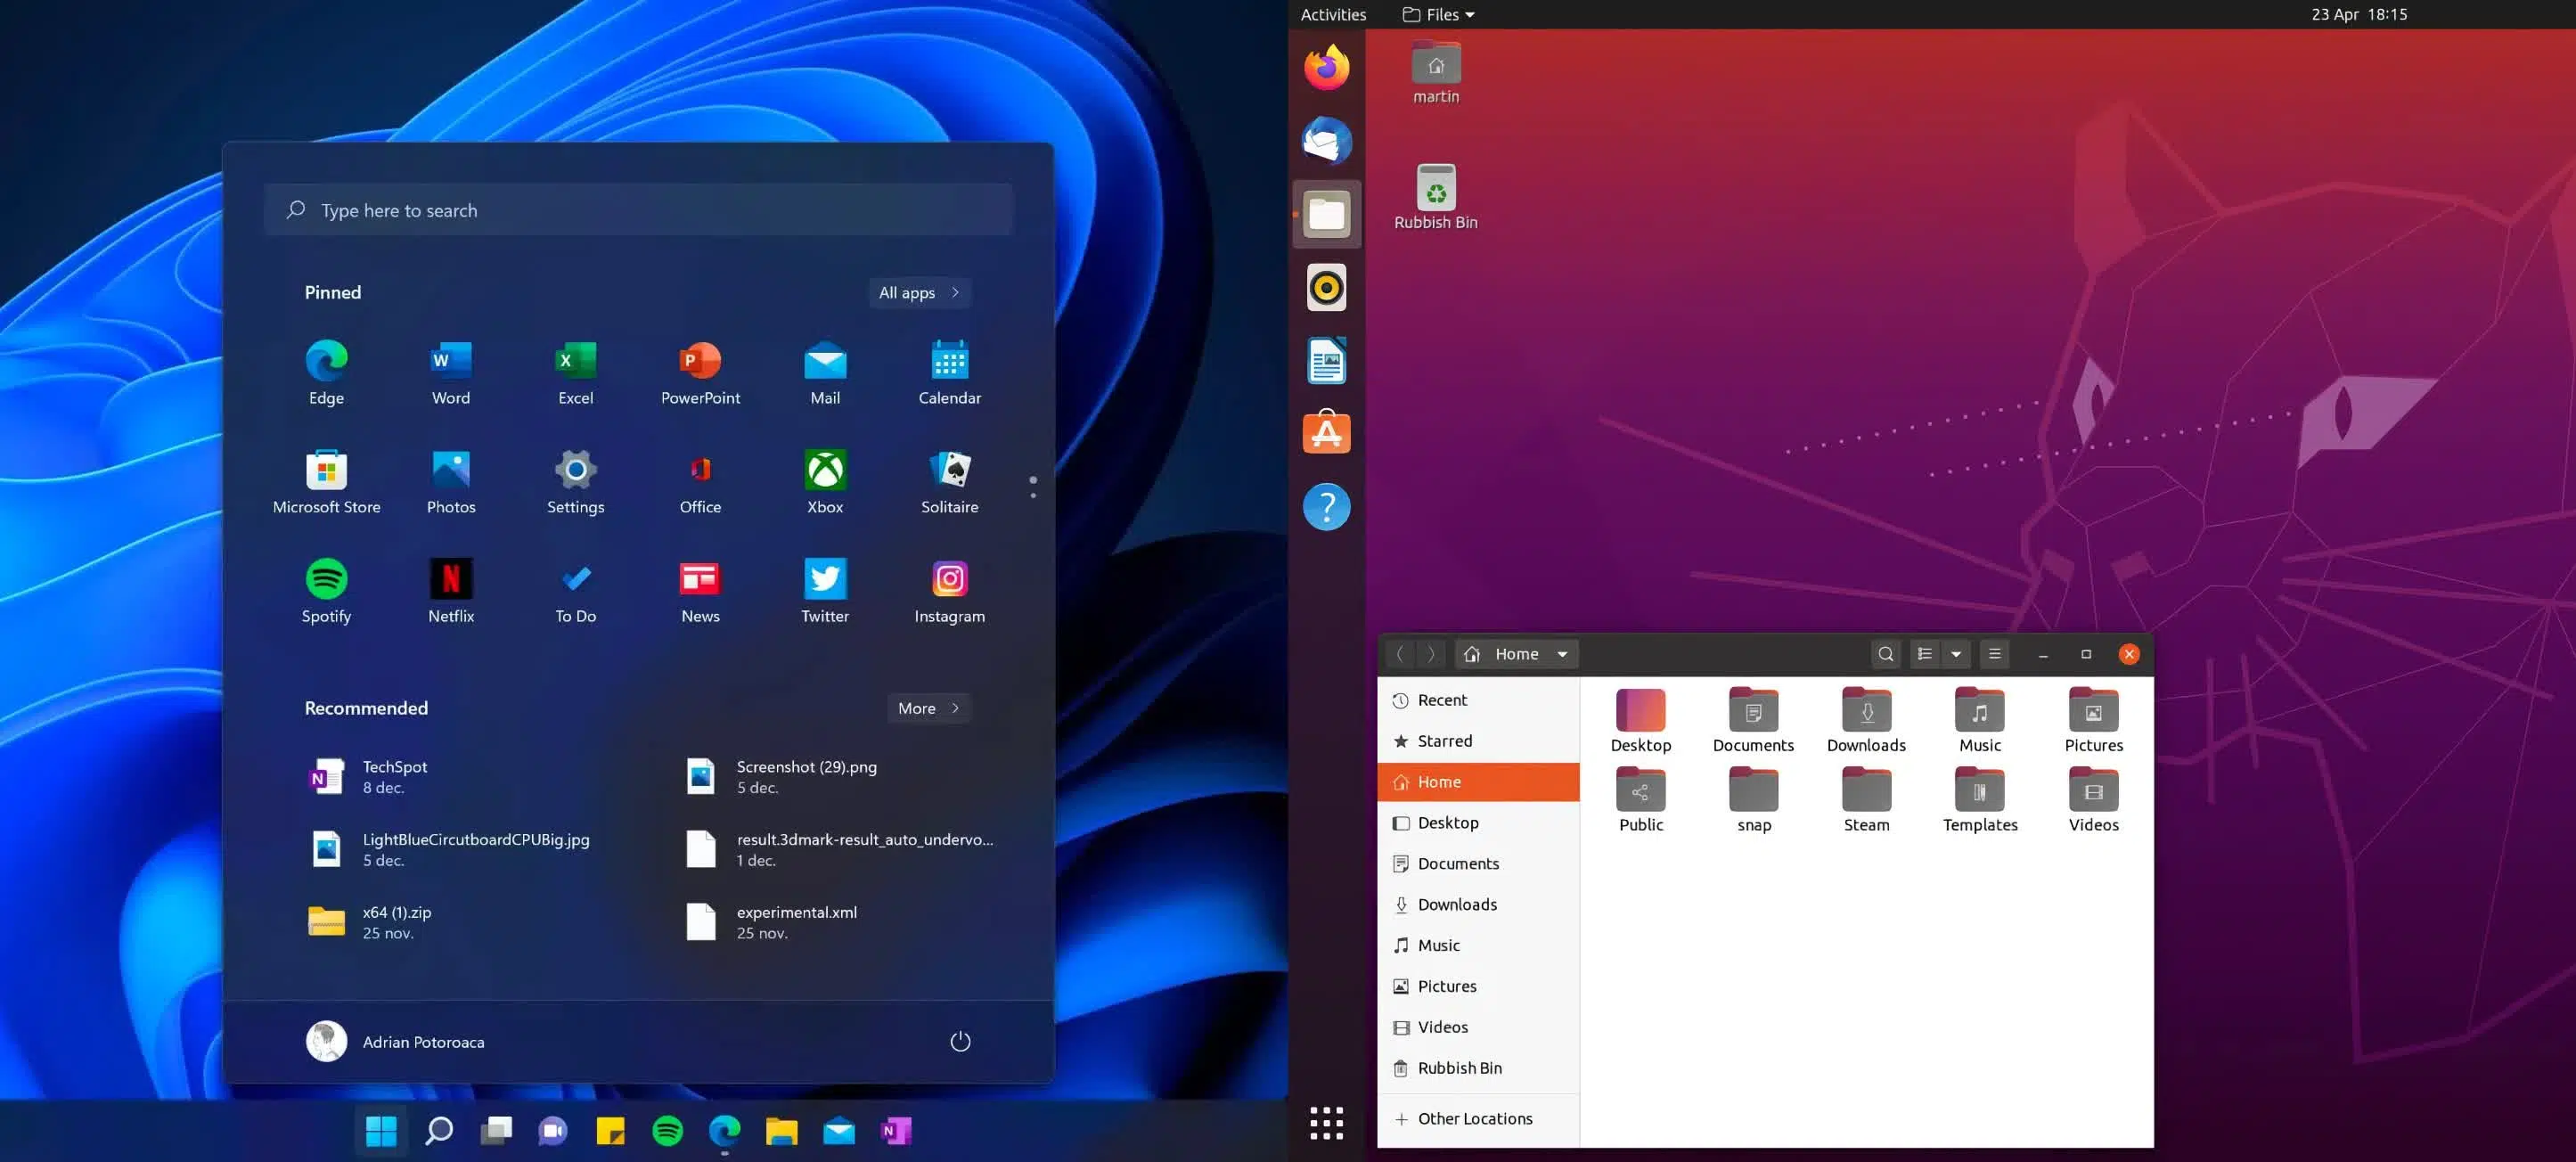 Type here to search
Pinned
All apps
Edge
Word
Excel
PowerPoint
Mail
Calendar
Microsoft Store
Photos
Settings
Office
Xbox
Solitaire
Spotify
Netflix
To Do
News
Twitter
Instagram
Recommended
More
TechSpot
8 dec.
Screenshot (29).png
5 dec.
LightBlueCircutboardCPUBig.jpg
5 dec.
result.3dmark-result_auto_undervo...
1 dec.
x64 (1).zip
25 nov.
experimental.xml
25 nov.
Adrian Potoroaca
Activities
Files
23 Apr 18:15
martin
Rubbish Bin
Home
Recent
Starred
Home
Desktop
Documents
Downloads
Music
Pictures
Videos
Rubbish Bin
Other Locations
Desktop
Documents
Downloads
Music
Pictures
Public
snap
Steam
Templates
Videos